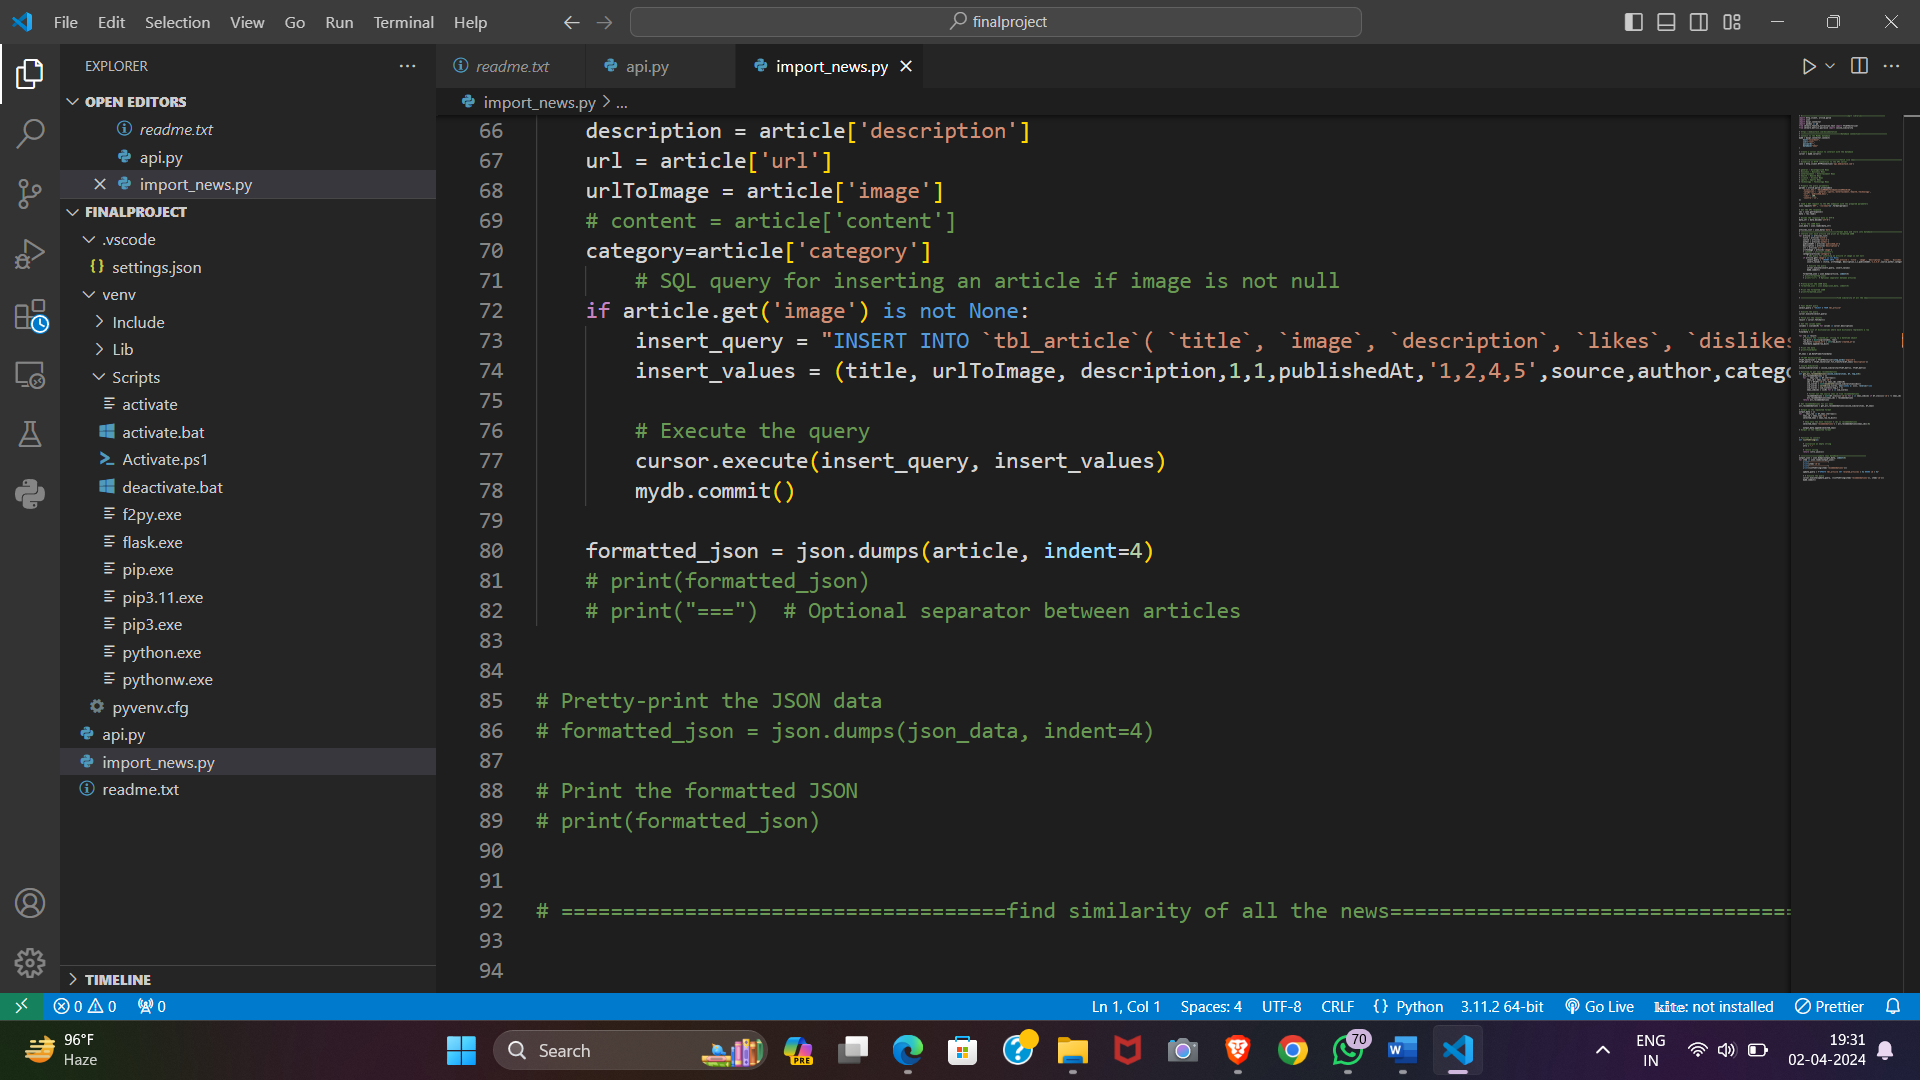 File Edit Selection View Go Run Terminal Help
finalproject
EXPLORER
OPEN EDITORS
readme.txt
api.py
import_news.py
FINALPROJECT
.vscode
settings.json
venv
Include
Lib
Scripts
activate
activate.bat
Activate.ps1
deactivate.bat
f2py.exe
flask.exe
pip.exe
pip3.11.exe
pip3.exe
python.exe
pythonw.exe
pyvenv.cfg
api.py
import_news.py
readme.txt
TIMELINE
readme.txt api.py import_news.py
import_news.py > ...
66 description = article['description']
67 url = article['url']
68 urlToImage = article['image']
69 # content = article['content']
70 category=article['category']
71 # SQL query for inserting an article if image is not null
72 if article.get('image') is not None:
73 insert_query = "INSERT INTO `tbl_article`( `title`, `image`, `description`, `likes`, `dislikes
74 insert_values = (title, urlToImage, description,1,1,publishedAt,'1,2,4,5',source,author,catego
75
76 # Execute the query
77 cursor.execute(insert_query, insert_values)
78 mydb.commit()
79
80 formatted_json = json.dumps(article, indent=4)
81 # print(formatted_json)
82 # print("===") # Optional separator between articles
83
84
85 # Pretty-print the JSON data
86 # formatted_json = json.dumps(json_data, indent=4)
87
88 # Print the formatted JSON
89 # print(formatted_json)
90
91
92 # ====================================find similarity of all the news=================================
93
94
0 0 0
Ln 1, Col 1 Spaces: 4 UTF-8 CRLF {} Python 3.11.2 64-bit Go Live kite: not installed Prettier
96°F
Haze
Search
PRE
70
ENG
IN
19:31
02-04-2024